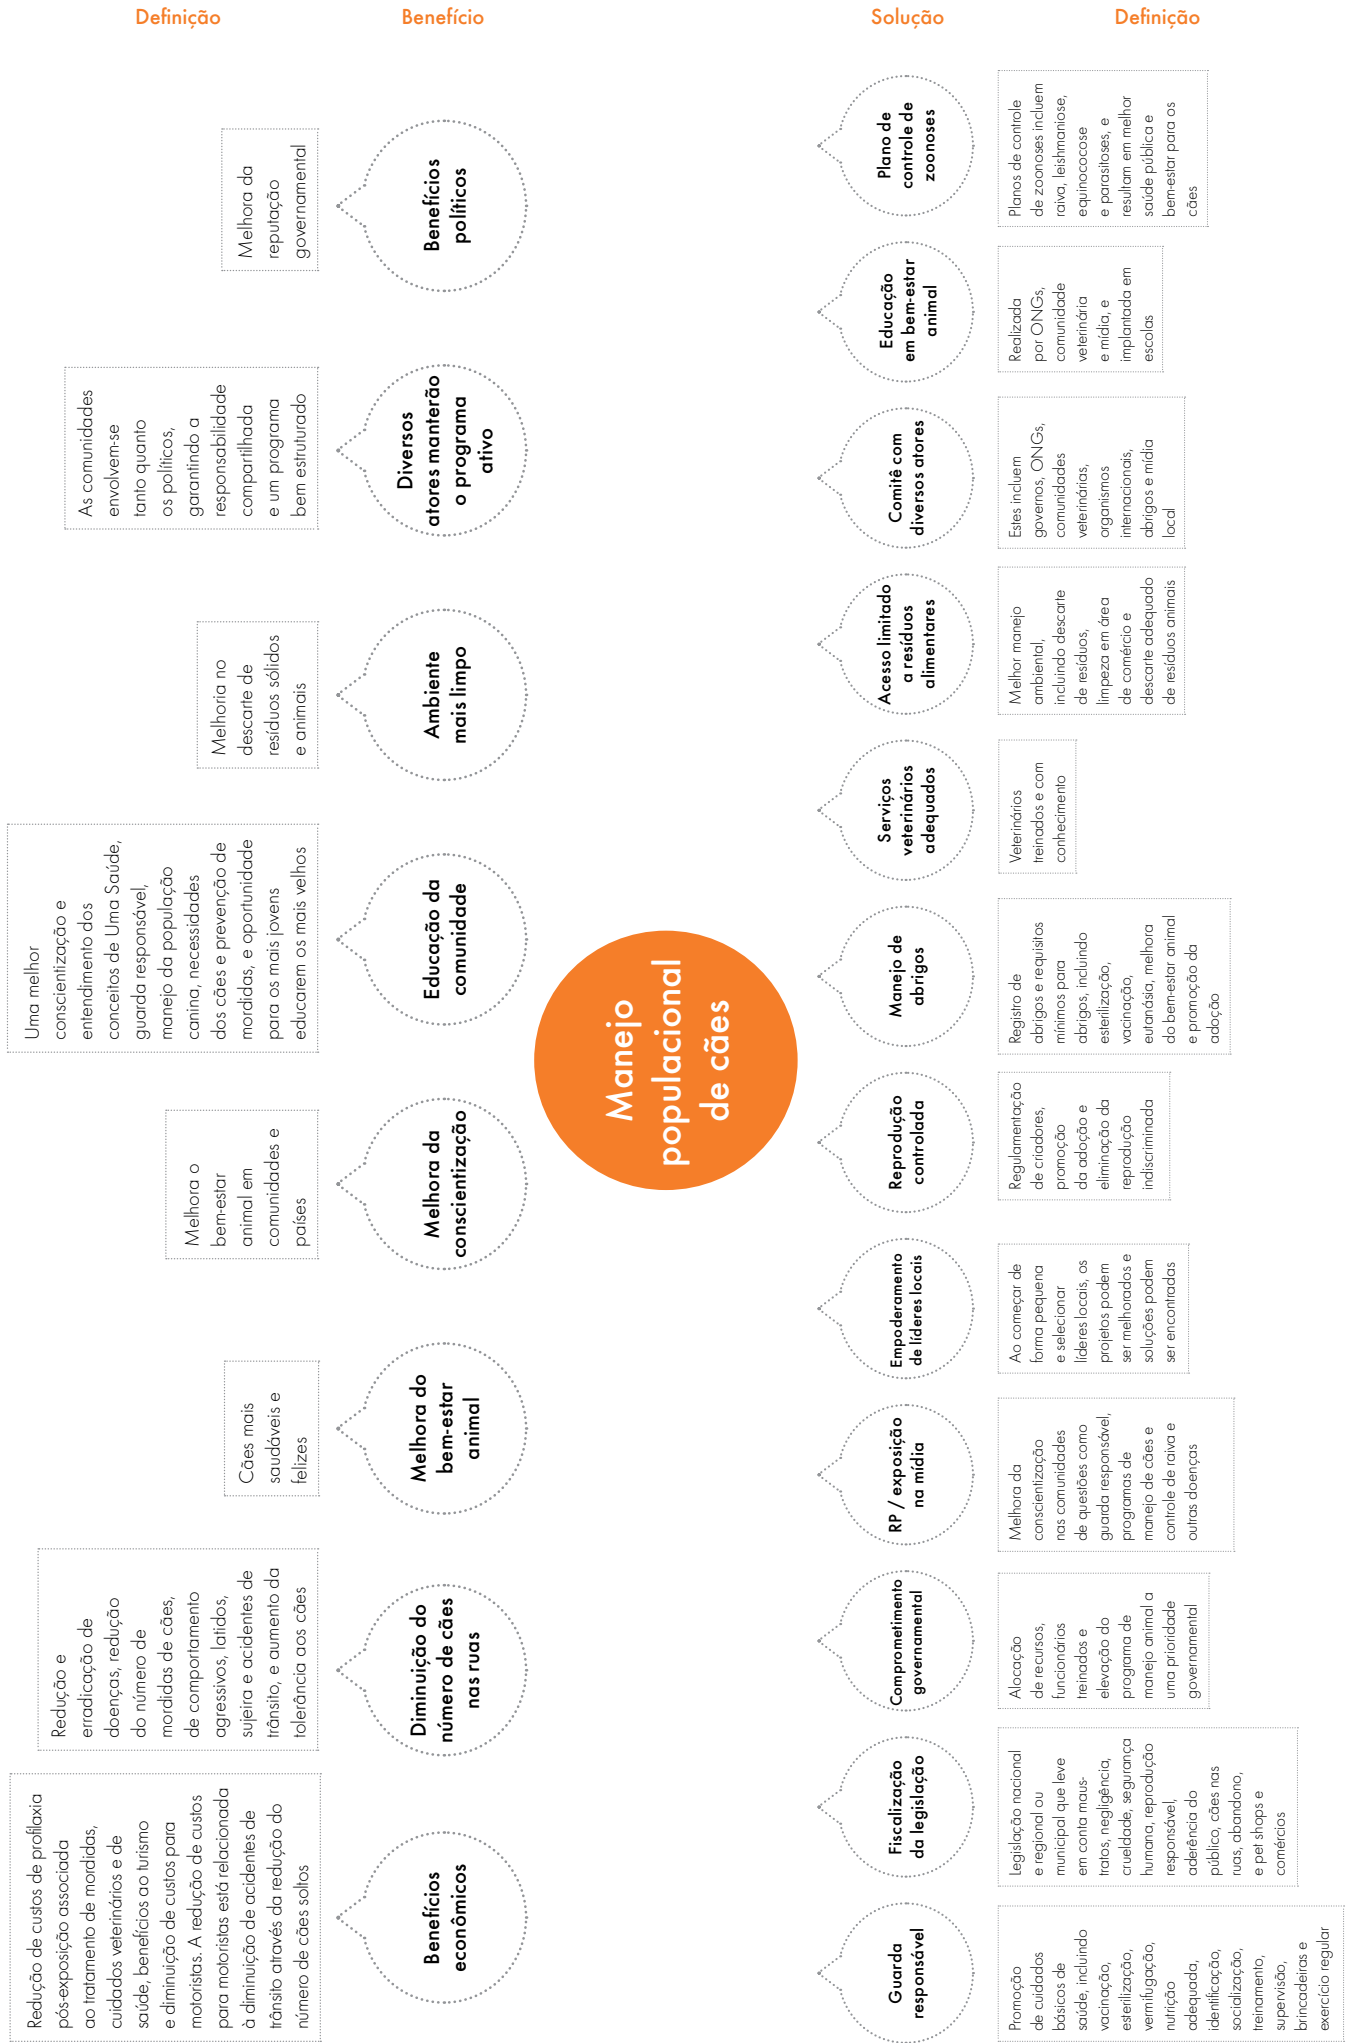 Definição
Benefício
Solução
Definição
Redução de custos de profilaxia
pós-exposição associada
ao tratamento de mordidas,
cuidados veterinários e de
saúde, benefícios ao turismo
e diminuição de custos para
motoristas. A redução de custos
para motoristas está relacionada
à diminuição de acidentes de
trânsito através da redução do
número de cães soltos
Redução e
erradicação de
doenças, redução
do número de
mordidas de cães,
de comportamento
agressivos, latidos,
sujeira e acidentes de
trânsito, e aumento da
tolerância aos cães
Cães mais
saudáveis e
felizes
Melhora o
bem-estar
animal em
comunidades e
países
Uma melhor
conscientização e
entendimento dos
conceitos de Uma Saúde,
guarda responsável,
manejo da população
canina, necessidades
dos cães e prevenção de
mordidas, e oportunidade
para os mais jovens
educarem os mais velhos
Melhoria no
descarte de
resíduos sólidos
e animais
As comunidades
envolvem-se
tanto quanto
os políticos,
garantindo a
responsabilidade
compartilhada
e um programa
bem estruturado
Melhora da
reputação
governamental
Benefícios
econômicos
Diminuição do
número de cães
nas ruas
Melhora do
bem-estar
animal
Melhora da
conscientização
Educação da
comunidade
Ambiente
mais limpo
Diversos
atores manterão
o programa
ativo
Benefícios
políticos
Manejo
populacional
de cães
Guarda
responsável
Fiscalização
da legislação
Comprometimento
governamental
RP / exposição
na mídia
Empoderamento
de líderes locais
Reprodução
controlada
Manejo de
abrigos
Serviços
veterinários
adequados
Acesso limitado
a resíduos
alimentares
Comitê com
diversos atores
Educação
em bem-estar
animal
Plano de
controle de
zoonoses
Promoção
de cuidados
básicos de
saúde, incluindo
vacinação,
esterilização,
vermifugação,
nutrição
adequada,
identificação,
socialização,
treinamento,
supervisão,
brincadeiras e
exercício regular
Legislação nacional
e regional ou
municipal que leve
em conta maus-
tratos, negligência,
crueldade, segurança
humana, reprodução
responsável,
aderência do
público, cães nas
ruas, abandono,
e pet shops e
comércios
Alocação
de recursos,
funcionários
treinados e
elevação do
programa de
manejo animal a
uma prioridade
governamental
Melhora da
conscientização
nas comunidades
de questões como
guarda responsável,
programas de
manejo de cães e
controle de raiva e
outras doenças
Ao começar de
forma pequena
e selecionar
líderes locais, os
projetos podem
ser melhorados e
soluções podem
ser encontradas
Regulamentação
de criadores,
promoção
da adoção e
eliminação da
reprodução
indiscriminada
Registro de
abrigos e requisitos
mínimos para
abrigos, incluindo
esterilização,
vacinação,
eutanásia, melhora
do bem-estar animal
e promoção da
adoção
Veterinários
treinados e com
conhecimento
Melhor manejo
ambiental,
incluindo descarte
de resíduos,
limpeza em área
de comércio e
descarte adequado
de resíduos animais
Estes incluem
governos, ONGs,
comunidades
veterinárias,
organismos
internacionais,
abrigos e mídia
local
Realizada
por ONGs,
comunidade
veterinária
e mídia, e
implantada em
escolas
Planos de controle
de zoonoses incluem
raiva, leishmaniose,
equinococose
e parasitoses, e
resultam em melhor
saúde pública e
bem-estar para os
cães